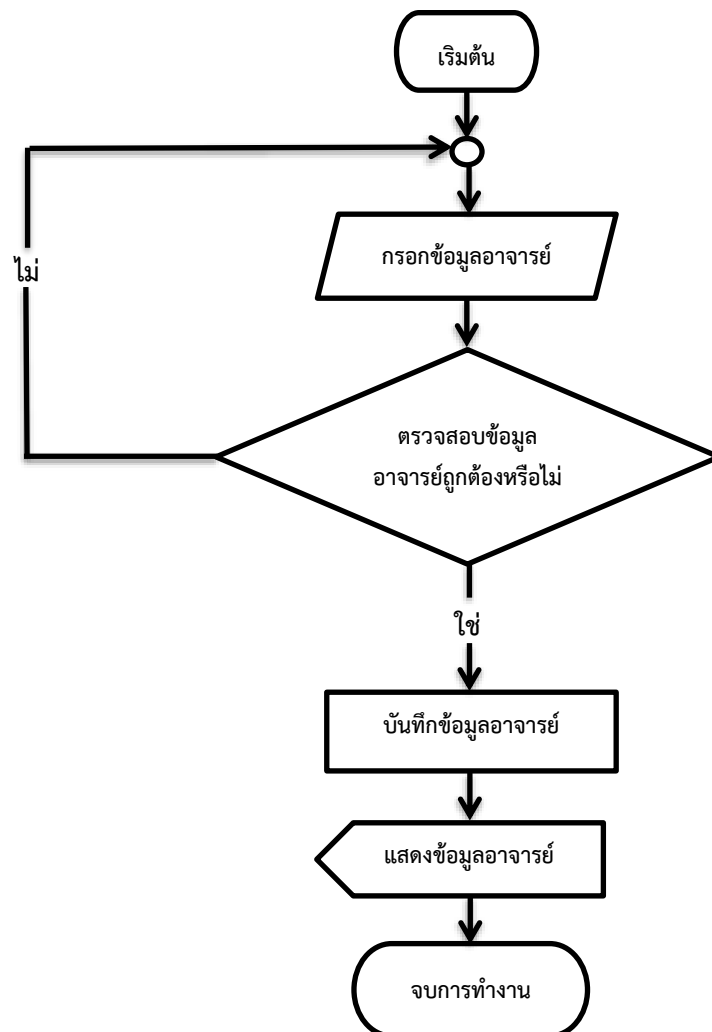 เริ่มต้น
กรอกข้อมูลอาจารย์
ไม่
ตรวจสอบข้อมูล
อาจารย์ถูกต้องหรือไม่
ใช่
บันทึกข้อมูลอาจารย์
แสดงข้อมูลอาจารย์
จบการทำงาน